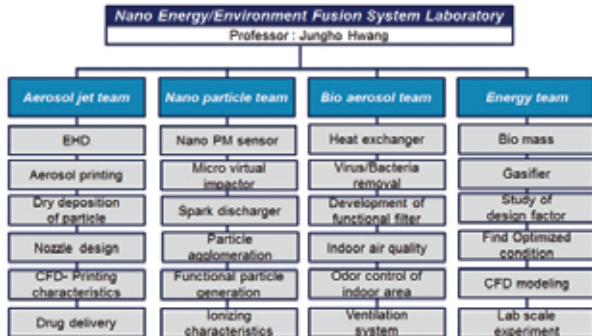 Nano Energy/Environment Fusion System Laboratory
Professor : Jungho Hwang
Aerosol jet team
EHD
Aerosol printing
Dry deposition
of particle
Nozzle design
CFD- Printing
characteristics
Drug delivery
Nano particle team
Nano PM sensor
Micro virtual
impactor
Spark discharger
Particle
agglomeration
Functional particle
generation
Ionizing
characteristics
Bio aerosol team
Heat exchanger
Virus/Bacteria
removal
Development of
functional filter
Indoor air quality
Odor control of
indoor area
Ventilation
system
Energy team
Bio mass
Gasifier
Study of
design factor
Find Optimized
condition
CFD modeling
Lab scale
experiment